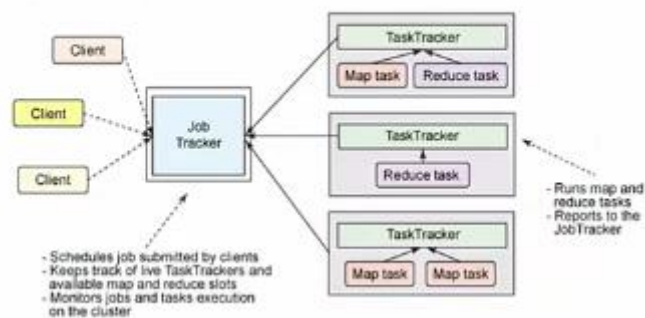 Client
Client
Client
Job
Tracker
TaskTracker
Map task
Reduce task
TaskTracker
Reduce task
TaskTracker
Map task
Map task
- Runs map and
reduce tasks
- Reports to the
JobTracker
- Schedules job submitted by clients
- Keeps track of live TaskTrackers and
available map and reduce slots
- Monitors jobs and tasks execution
on the cluster